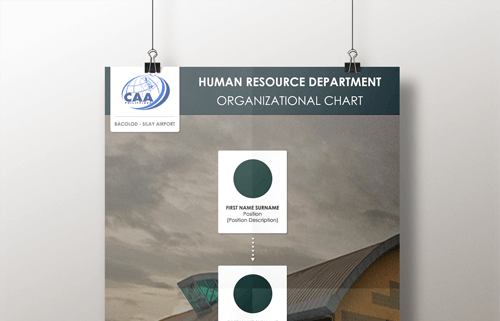 HUMAN RESOURCE DEPARTMENT
ORGANIZATIONAL CHART
CAA
BACOLOD - SILAY AIRPORT
FIRST NAME SURNAME
Position
(Position Description)